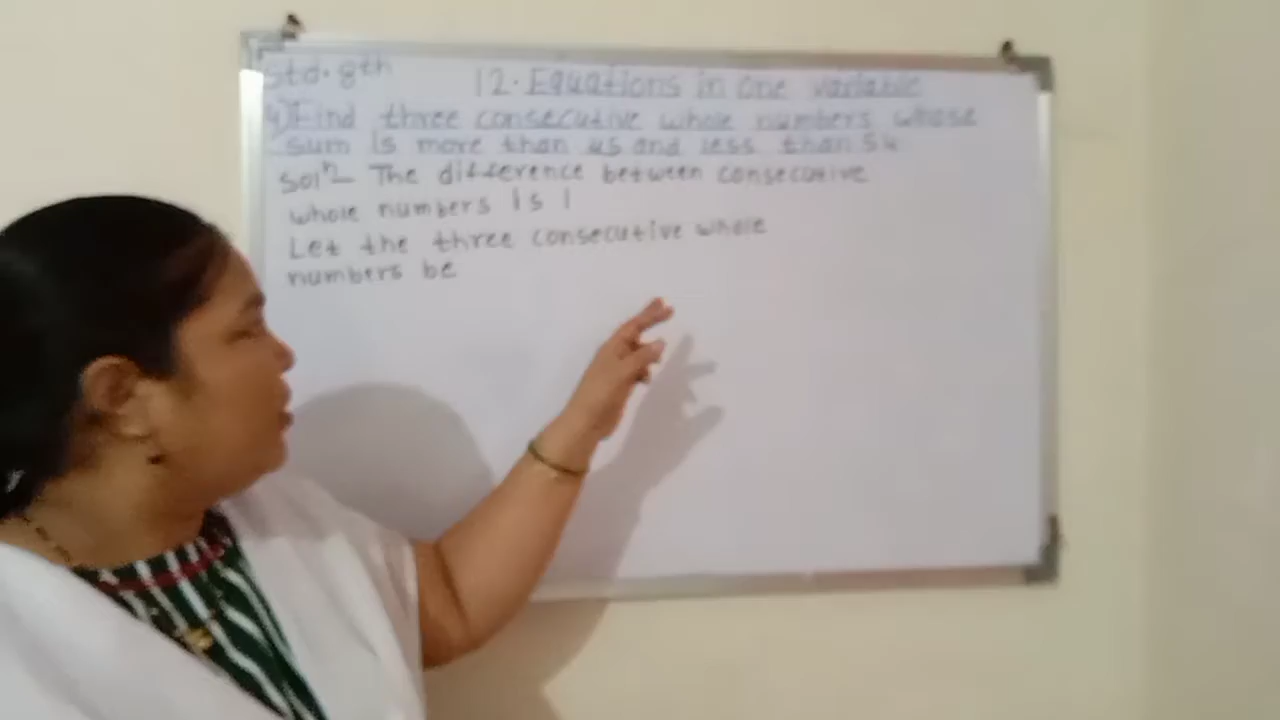 Std. 8th
12. Equations in one variable
4) Find three consecutive whole numbers whose
sum is more than 45 and less than 54.
Soln- The difference between consecutive
whole numbers is 1
Let the three consecutive whole
numbers be